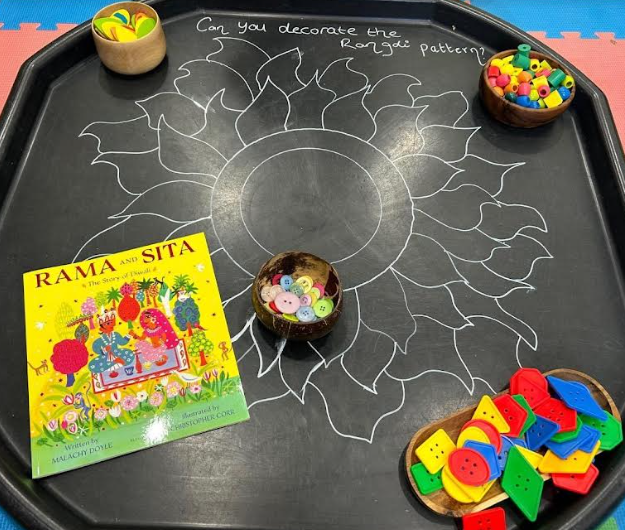 Can you decorate the
Rangoli pattern?
RAMA AND SITA
The Story of Diwali
Written by
MALACHY DOYLE
Illustrated by
CHRISTOPHER CORR